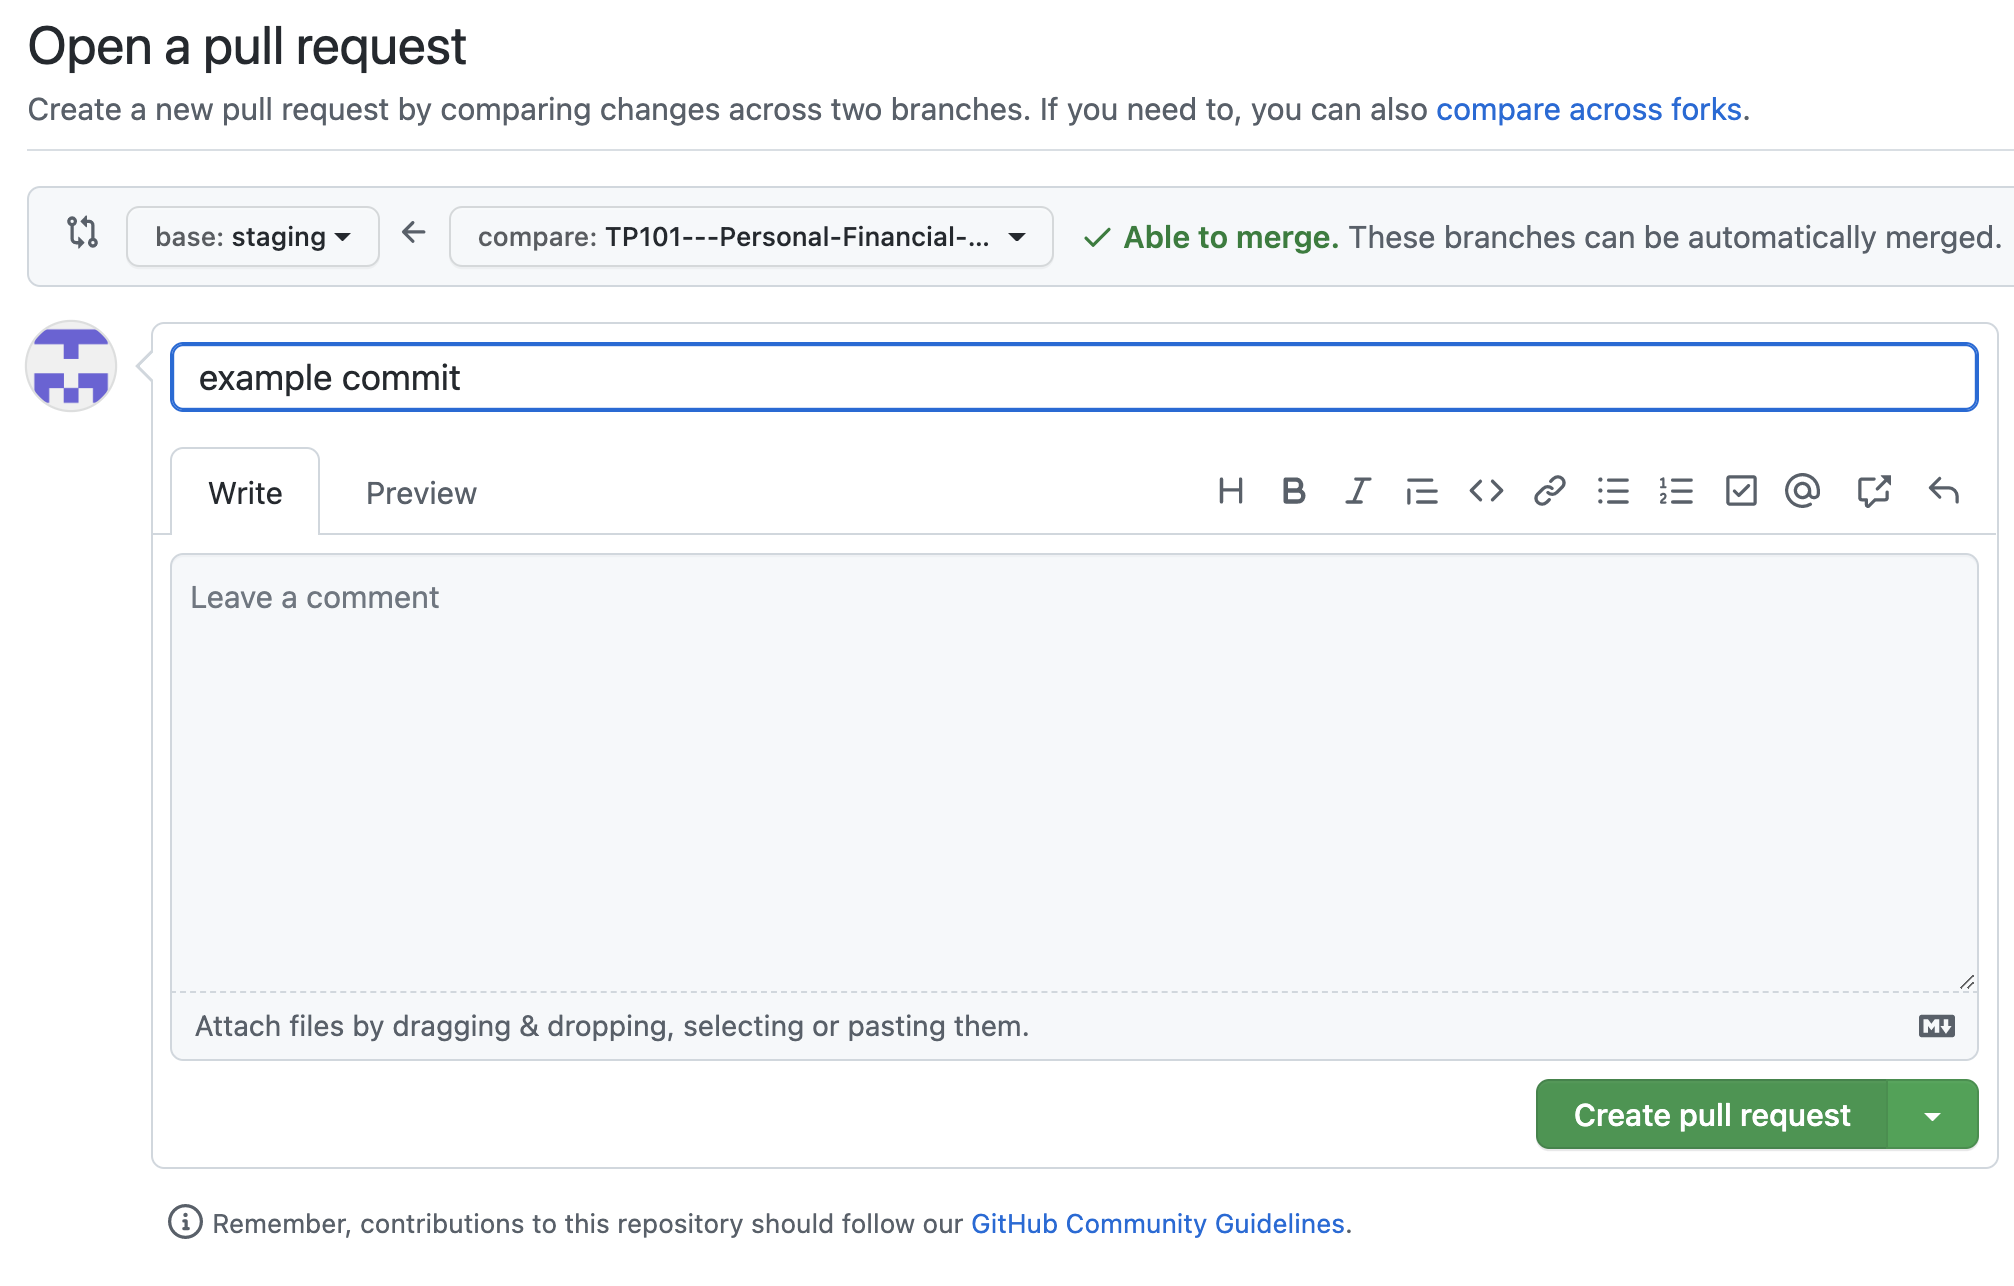 Open a pull request
Create a new pull request by comparing changes across two branches. If you need to, you can also compare across forks.
base: staging
compare: TP101---Personal-Financial-...
Able to merge. These branches can be automatically merged.
example commit
Write
Preview
Leave a comment
Attach files by dragging & dropping, selecting or pasting them.
Create pull request
Remember, contributions to this repository should follow our GitHub Community Guidelines.